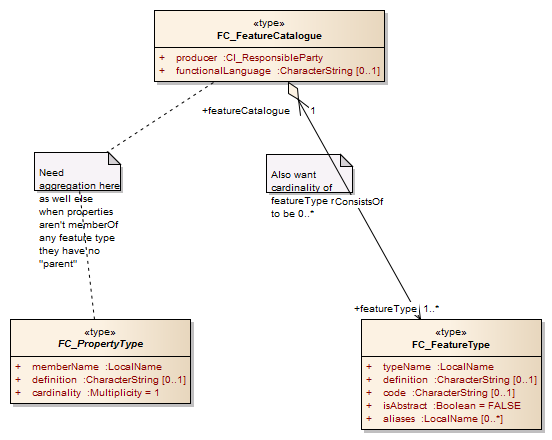 «type»
FC_FeatureCatalogue
+ producer :CI_ResponsibleParty
+ functionalLanguage :CharacterString [0..1]
+featureCatalogue 1
Need
aggregation here
as well else
when properties
aren't memberOf
any feature type
they have no
"parent"
Also want
cardinality of
featureType r
to be 0..*
ConsistsOf
+featureType 1..*
«type»
FC_PropertyType
+ memberName :LocalName
+ definition :CharacterString [0..1]
+ cardinality :Multiplicity = 1
«type»
FC_FeatureType
+ typeName :LocalName
+ definition :CharacterString [0..1]
+ code :CharacterString [0..1]
+ isAbstract :Boolean = FALSE
+ aliases :LocalName [0..*]